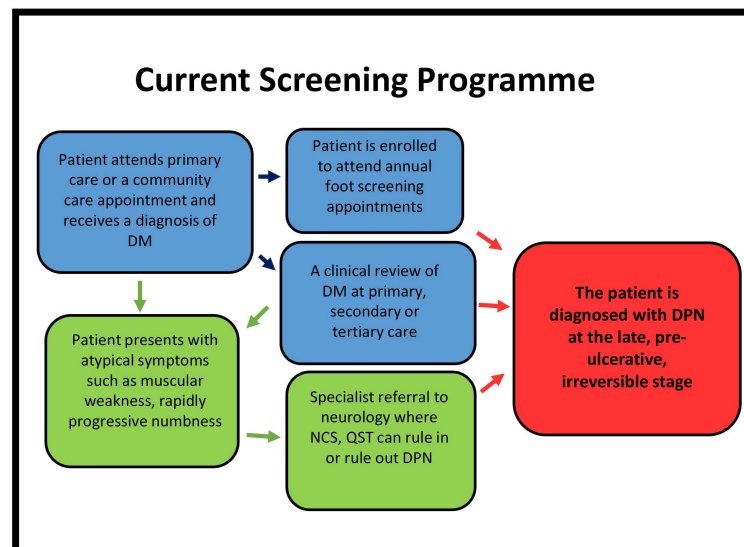 Current Screening Programme
Patient attends primary
care or a community
care appointment and
receives a diagnosis of
DM
Patient is enrolled
to attend annual
foot screening
appointments
A clinical review of
DM at primary,
secondary or
tertiary care
The patient is
diagnosed with DPN
at the late, pre-
ulcerative,
irreversible stage
Patient presents with
atypical symptoms
such as muscular
weakness, rapidly
progressive numbness
Specialist referral to
neurology where
NCS, QST can rule in
or rule out DPN